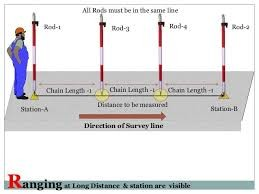 All Rods must be in the same line
Rod-1
Rod-3
Rod-4
Rod-2
Chain Length -1
Chain Length -1
Chain Length -1
Distance to be measured
Station-A
Station-B
Direction of Survey line
Ranging at Long Distance & station are visible